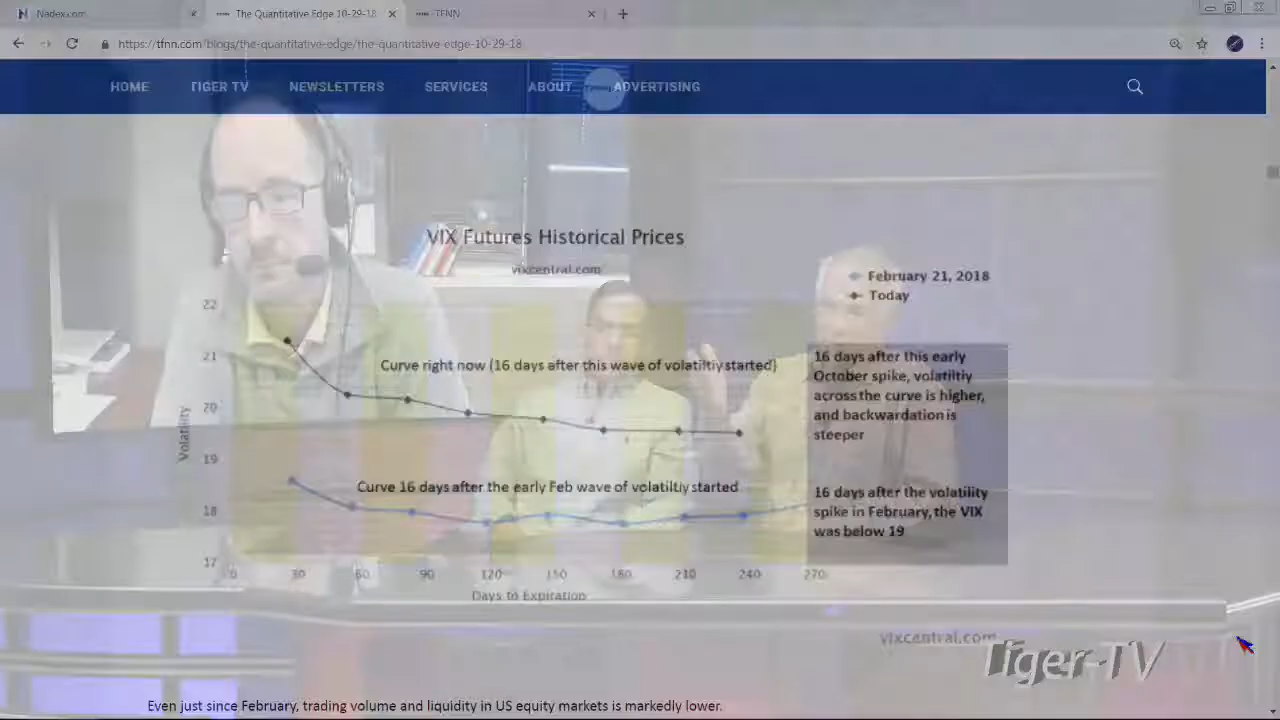 Nadex.com
The Quantitative Edge 10-29-18
TFNN
https://tfnn.com/blogs/the-quantitative-edge/the-quantitative-edge-10-29-18
HOME TIGER TV NEWSLETTERS SERVICES ABOUT ADVERTISING
VIX Futures Historical Prices
vixcentral.com
February 21, 2018
Today
22
21
20
19
18
17
Volatility
Curve right now (16 days after this wave of volatiltiy started)
16 days after this early
October spike, volatiltiy
across the curve is higher,
and backwardation is
steeper
Curve 16 days after the early Feb wave of volatiltiy started
16 days after the volatility
spike in February, the VIX
was below 19
0 30 60 90 120 150 180 210 240 270
Days to Expiration
vixcentral.com
Tiger-TV
Even just since February, trading volume and liquidity in US equity markets is markedly lower.